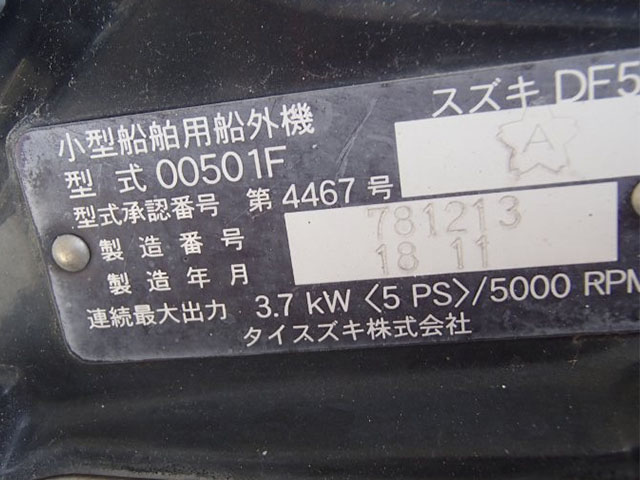 スズキ DF5
小型船舶用船外機
A
型式 00501F
型式承認番号 第 4467 号
製造番号 781213
製造年月 18 11
連続最大出力 3.7 kW〈5 PS〉/5000 RPM
タイスズキ株式会社